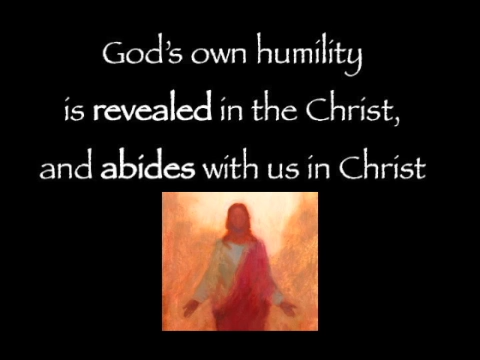 God's own humility
is revealed in the Christ,
and abides with us in Christ